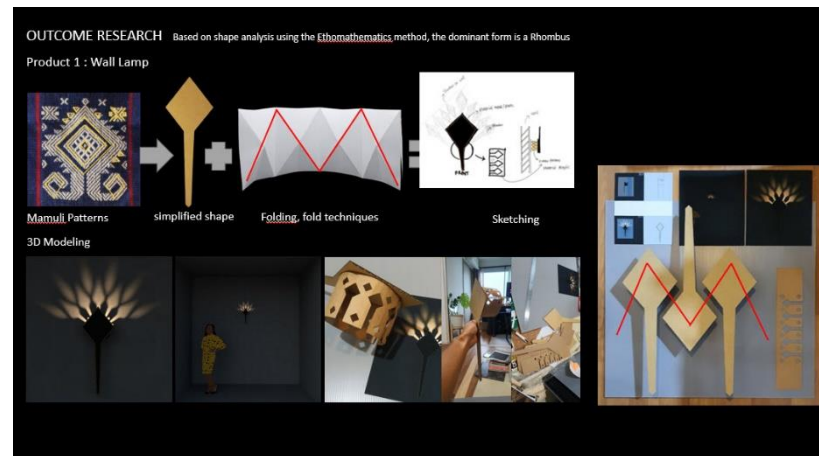 OUTCOME RESEARCH Based on shape analysis using the Ethomathematics method, the dominant form is a Rhombus
Product 1 : Wall Lamp
Mamuli Patterns
simplified shape
Folding, fold techniques
Sketching
3D Modeling